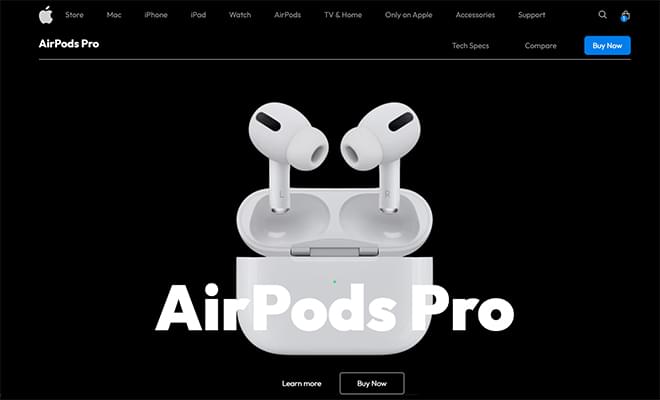 Store Mac iPhone iPad Watch AirPods TV & Home Only on Apple Accessories Support
AirPods Pro Tech Specs Compare Buy Now
L R
AirPods Pro
Learn more Buy Now